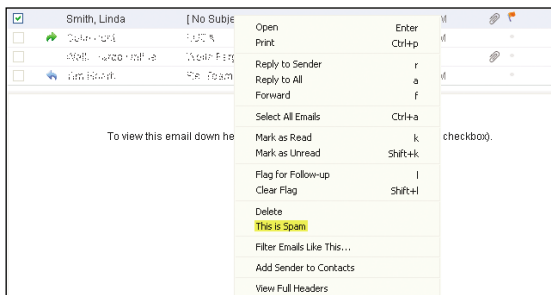 Smith, Linda [ No Subje
Open Enter
Print Ctrl+p
Reply to Sender r
Reply to All a
Forward f
Select All Emails Ctrl+a
Mark as Read k
Mark as Unread Shift+k
To view this email down he
checkbox).
Flag for Follow-up l
Clear Flag Shift+l
Delete
This is Spam
Filter Emails Like This...
Add Sender to Contacts
View Full Headers